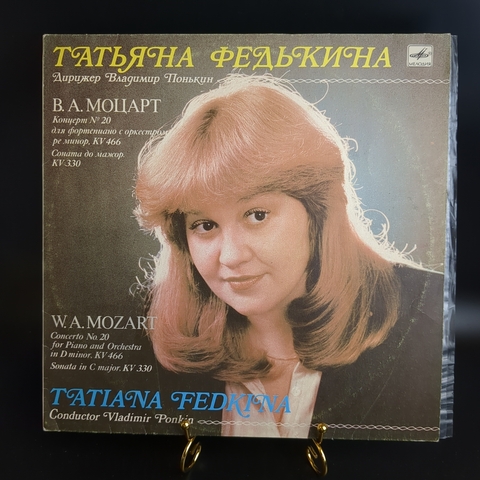 ТАТЬЯНА ФЕДЬКИНА
Дирижер Владимир Понькин
МЕЛОДИЯ
В. А. МОЦАРТ
Концерт № 20
для фортепиано с оркестром
ре минор, KV 466
Соната до мажор,
KV 330
W. A. MOZART
Concerto No. 20
for Piano and Orchestra
in D minor, KV 466
Sonata in C major, KV 330
TATIANA FEDKINA
Conductor Vladimir Ponkin